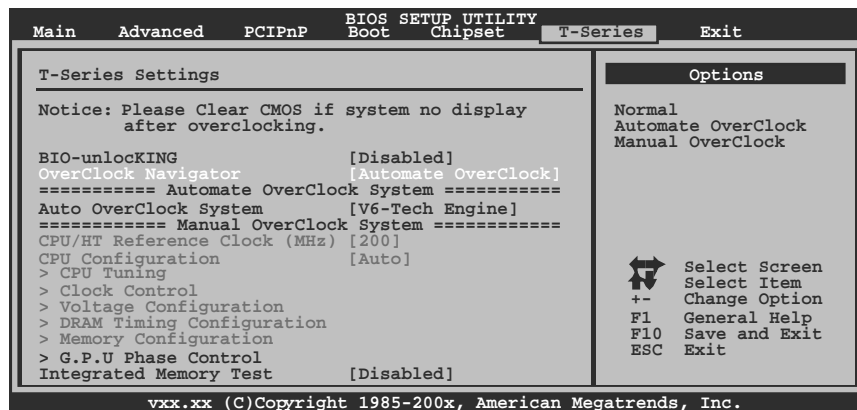 BIOS SETUP UTILITY
Main Advanced PCIPnP Boot Chipset T-Series Exit
T-Series Settings
Notice: Please Clear CMOS if system no display
after overclocking.
BIO-unlocKING [Disabled]
OverClock Navigator [Automate OverClock]
=========== Automate OverClock System ===========
Auto OverClock System [V6-Tech Engine]
============ Manual OverClock System ============
CPU/HT Reference Clock (MHz) [200]
CPU Configuration [Auto]
> CPU Tuning
> Clock Control
> Voltage Configuration
> DRAM Timing Configuration
> Memory Configuration
> G.P.U Phase Control
Integrated Memory Test [Disabled]
Options
Normal
Automate OverClock
Manual OverClock
Select Screen
Select Item
+- Change Option
F1 General Help
F10 Save and Exit
ESC Exit
vxx.xx (C)Copyright 1985-200x, American Megatrends, Inc.